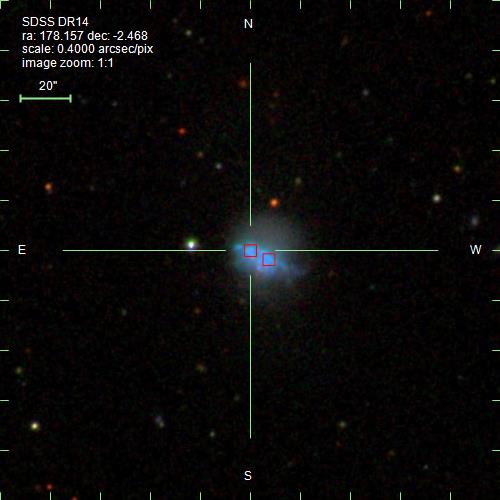 SDSS DR14
ra: 178.157 dec: -2.468
scale: 0.4000 arcsec/pix
image zoom: 1:1
20"
N
E
W
S